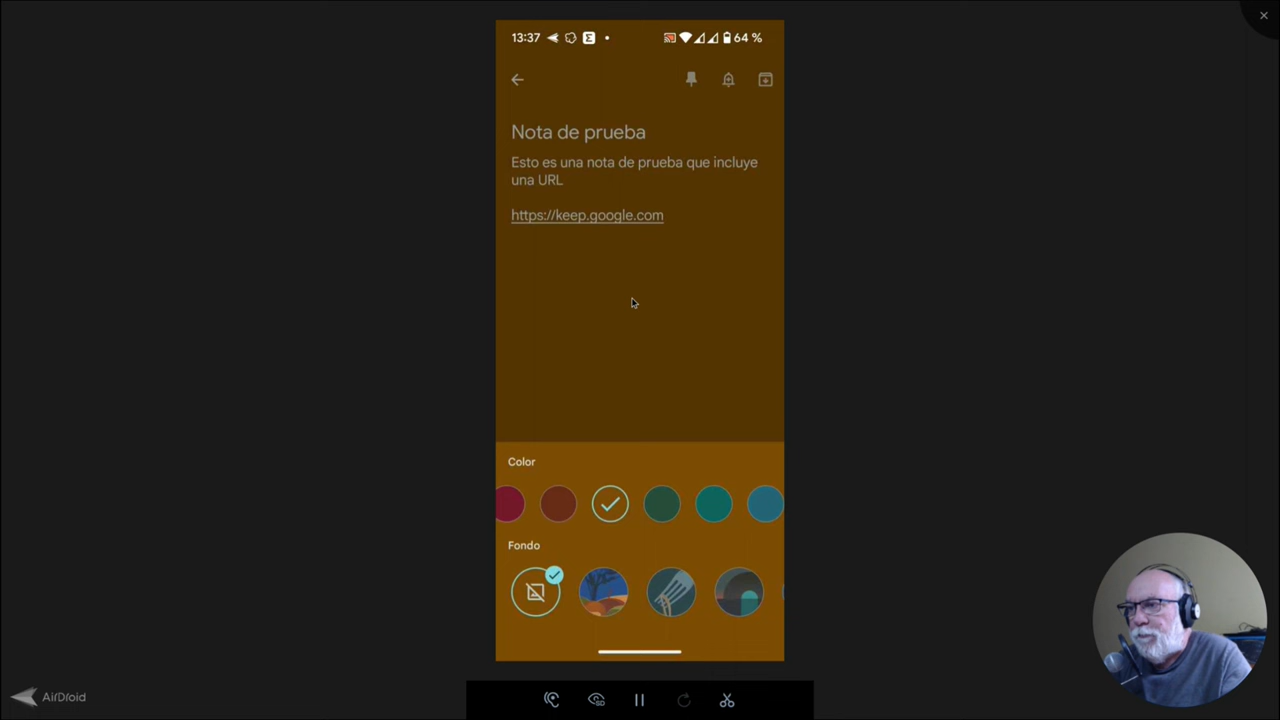 13:37
64 %
Nota de prueba
Esto es una nota de prueba que incluye
una URL
https://keep.google.com
Color
Fondo
SD
AirDroid